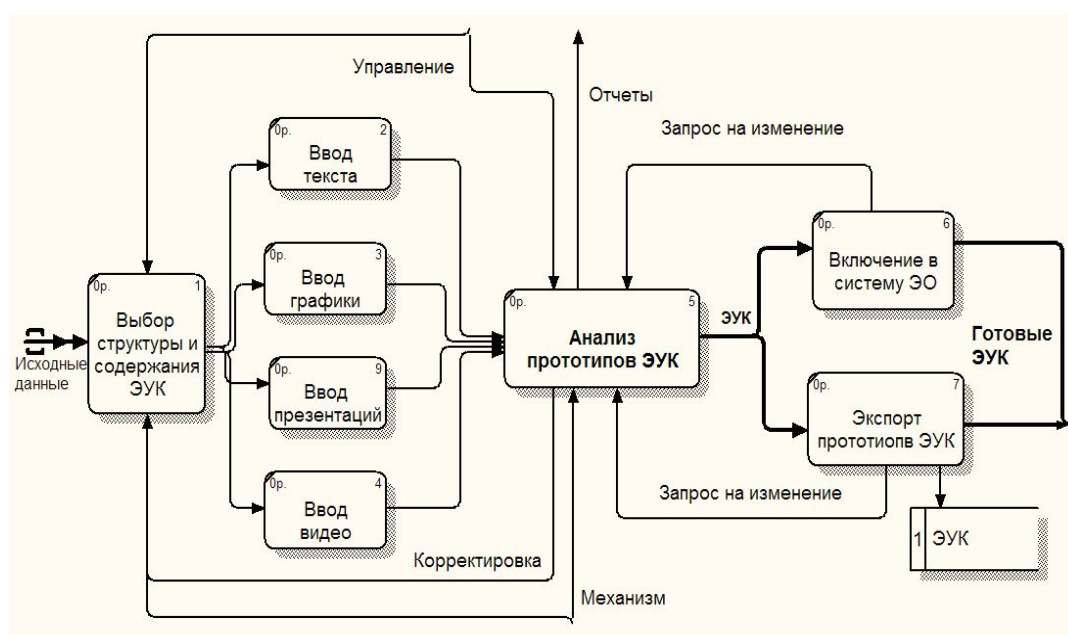 Управление
Отчеты
Запрос на изменение
0р. 2
Ввод
текста
0р. 3
Ввод
графики
0р. 9
Ввод
презентаций
0р. 4
Ввод
видео
0р. 1
Выбор
структуры и
содержания
ЭУК
Исходные
данные
0р. 5
Анализ
прототипов ЭУК
ЭУК
0р. 6
Включение в
систему ЭО
Готовые
ЭУК
0р. 7
Экспорт
прототиопв ЭУК
Запрос на изменение
1 ЭУК
Корректировка
Механизм